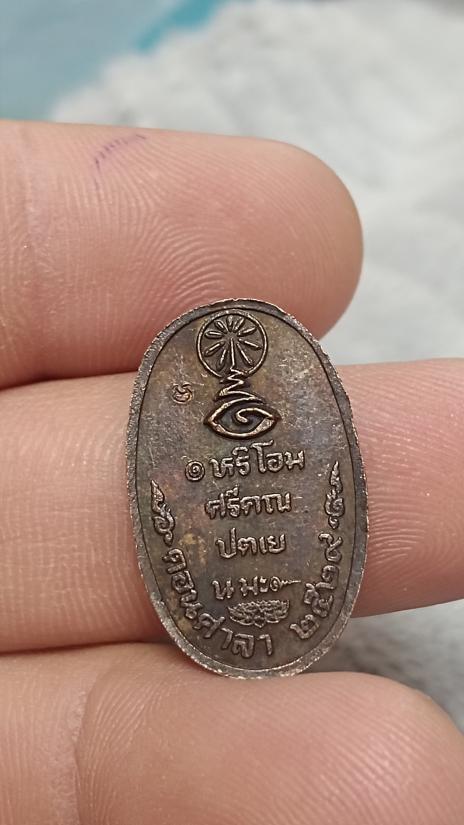 ๑ หริโอม
ศรีคณ
ปตเย
นมะ๛
ดอนศาลา ๒๕๒๙